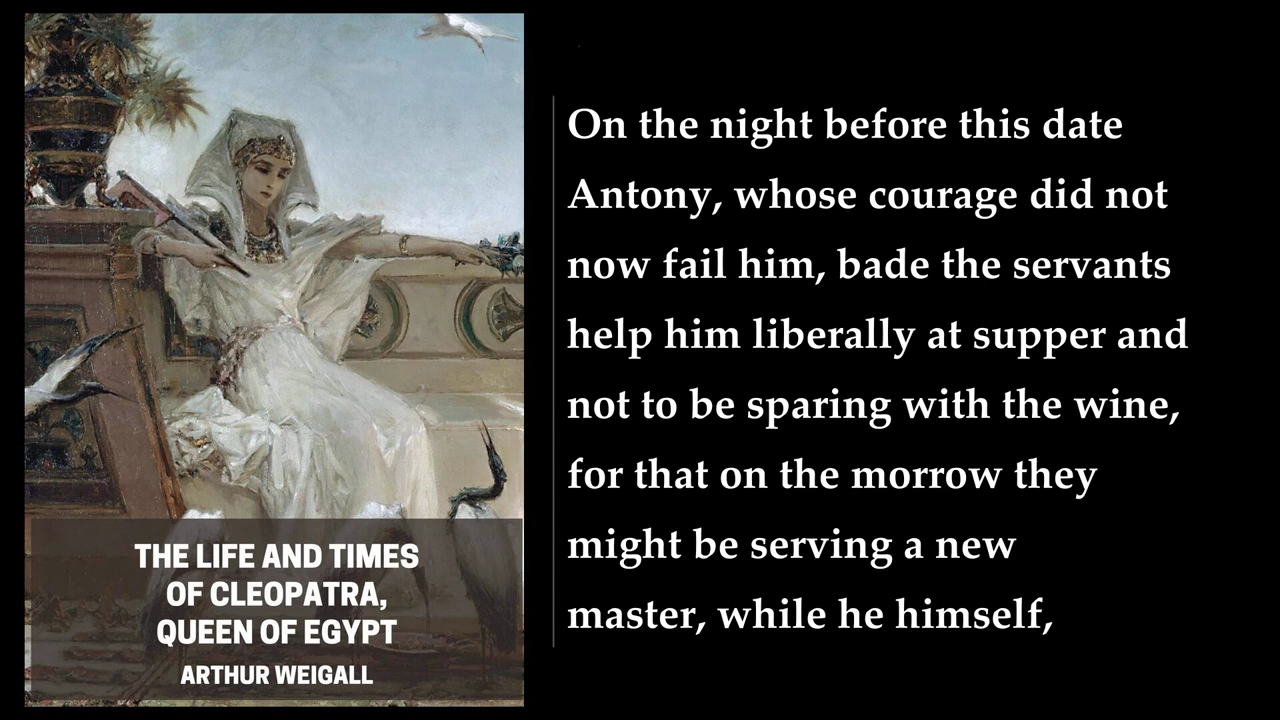 THE LIFE AND TIMES
OF CLEOPATRA,
QUEEN OF EGYPT
ARTHUR WEIGALL
On the night before this date
Antony, whose courage did not
now fail him, bade the servants
help him liberally at supper and
not to be sparing with the wine,
for that on the morrow they
might be serving a new
master, while he himself,